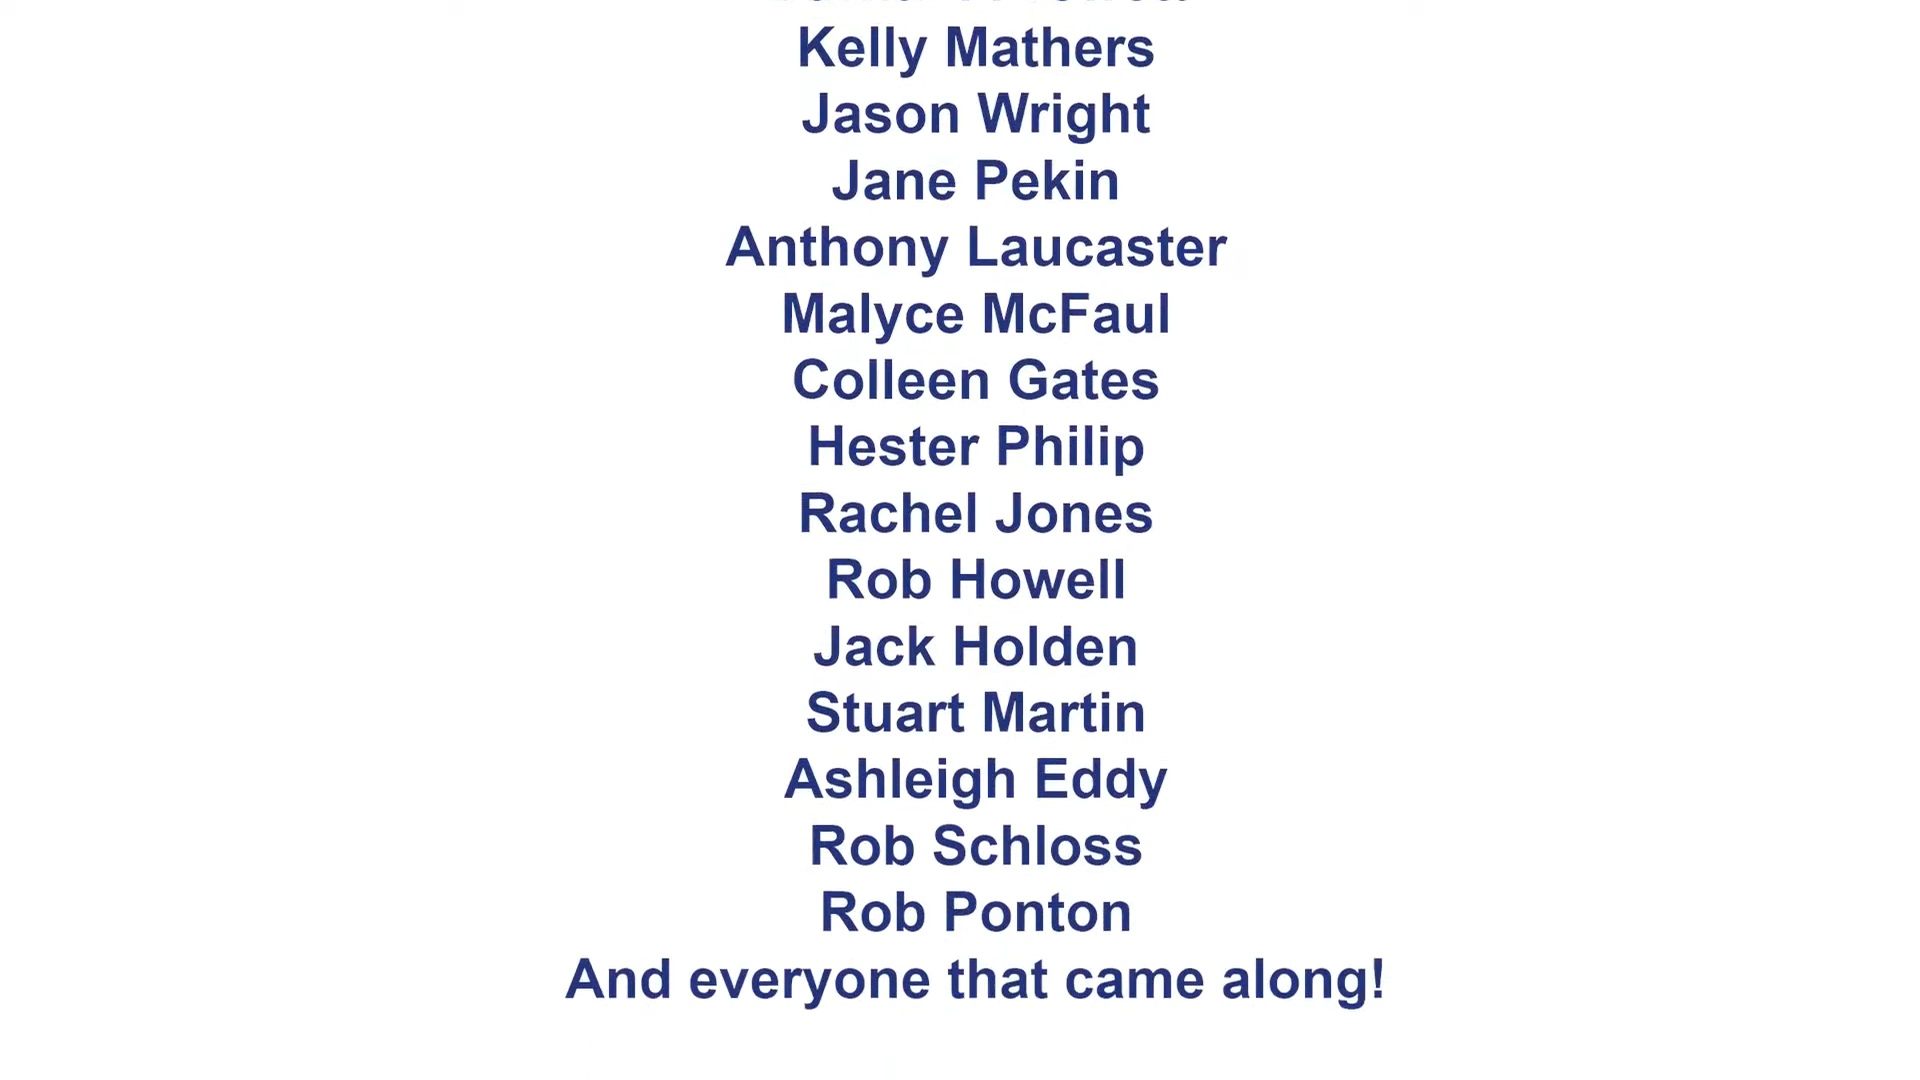 Kelly Mathers
Jason Wright
Jane Pekin
Anthony Laucaster
Malyce McFaul
Colleen Gates
Hester Philip
Rachel Jones
Rob Howell
Jack Holden
Stuart Martin
Ashleigh Eddy
Rob Schloss
Rob Ponton
And everyone that came along!